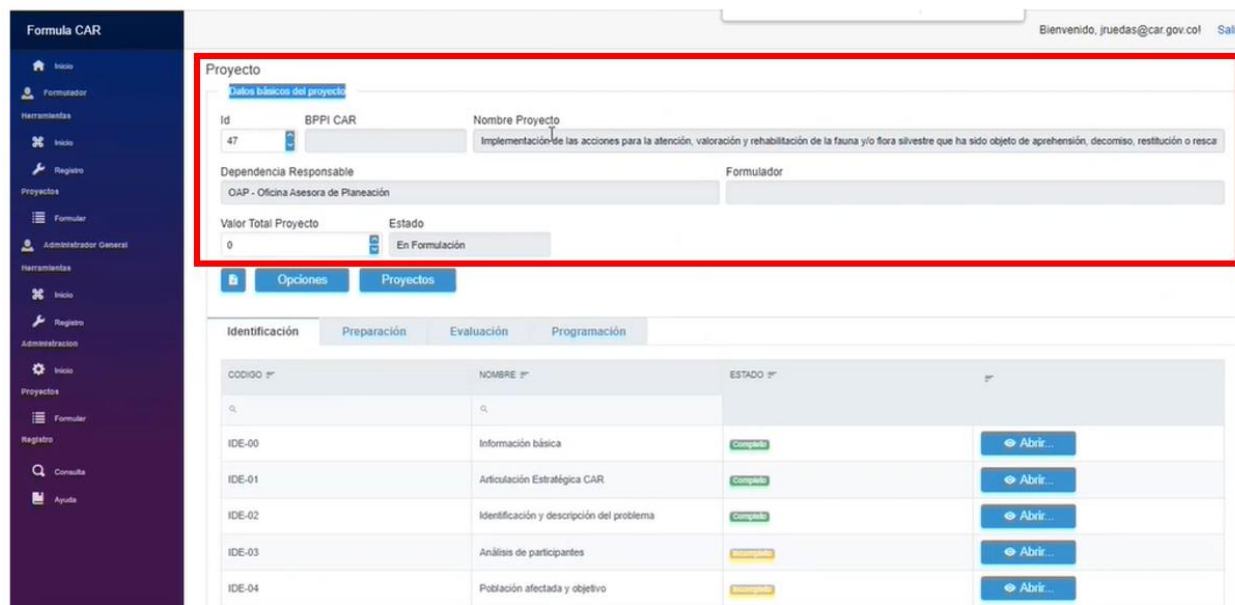 Formula CAR
Bienvenido, jruedas@car.gov.co!
Sali
Inicio
Formulador
Herramientas
Inicio
Registro
Proyectos
Formular
Administrador General
Herramientas
Inicio
Registro
Administracion
Inicio
Proyectos
Formular
Registro
Consulta
Ayuda
Proyecto
Datos básicos del proyecto
Id BPPI CAR Nombre Proyecto
47 Implementación de las acciones para la atención, valoración y rehabilitación de la fauna y/o flora silvestre que ha sido objeto de aprehensión, decomiso, restitución o resca
Dependencia Responsable Formulador
OAP - Oficina Asesora de Planeación
Valor Total Proyecto Estado
0 En Formulación
Opciones Proyectos
Identificación Preparación Evaluación Programación
CODIGO NOMBRE ESTADO
IDE-00 Información básica Completo Abrir...
IDE-01 Articulación Estratégica CAR Completo Abrir...
IDE-02 Identificación y descripción del problema Completo Abrir...
IDE-03 Análisis de participantes Incompleto Abrir...
IDE-04 Población afectada y objetivo Incompleto Abrir...